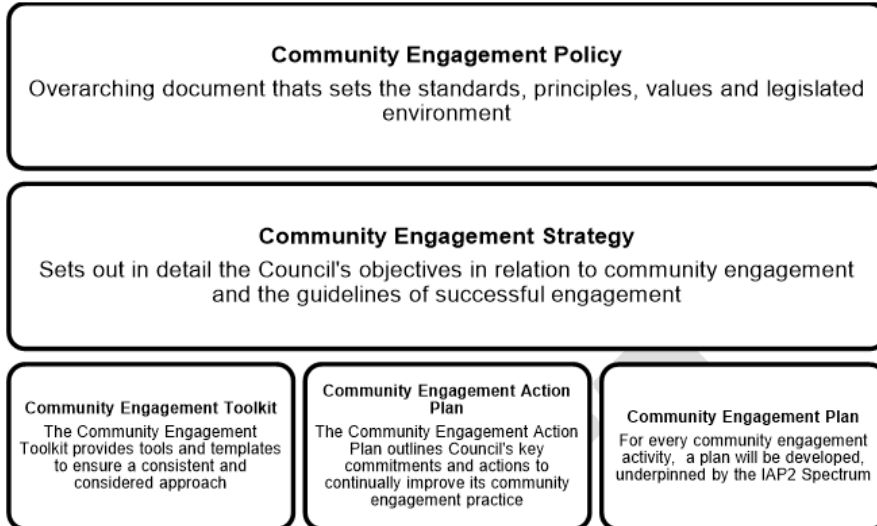 Community Engagement Policy
Overarching document thats sets the standards, principles, values and legislated
environment
Community Engagement Strategy
Sets out in detail the Council's objectives in relation to community engagement
and the guidelines of successful engagement
Community Engagement Toolkit
The Community Engagement
Toolkit provides tools and templates
to ensure a consistent and
considered approach
Community Engagement Action
Plan
The Community Engagement Action
Plan outlines Council's key
commitments and actions to
continually improve its community
engagement practice
Community Engagement Plan
For every community engagement
activity, a plan will be developed,
underpinned by the IAP2 Spectrum